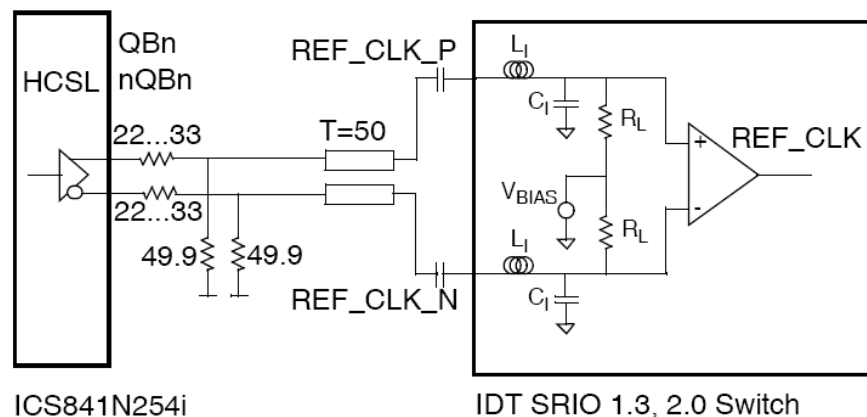 HCSL
QBn
nQBn
22...33
22...33
49.9
49.9
T=50
REF_CLK_P
REF_CLK_N
LI
CI
RL
VBIAS
RL
LI
CI
+
-
REF_CLK
ICS841N254i
IDT SRIO 1.3, 2.0 Switch